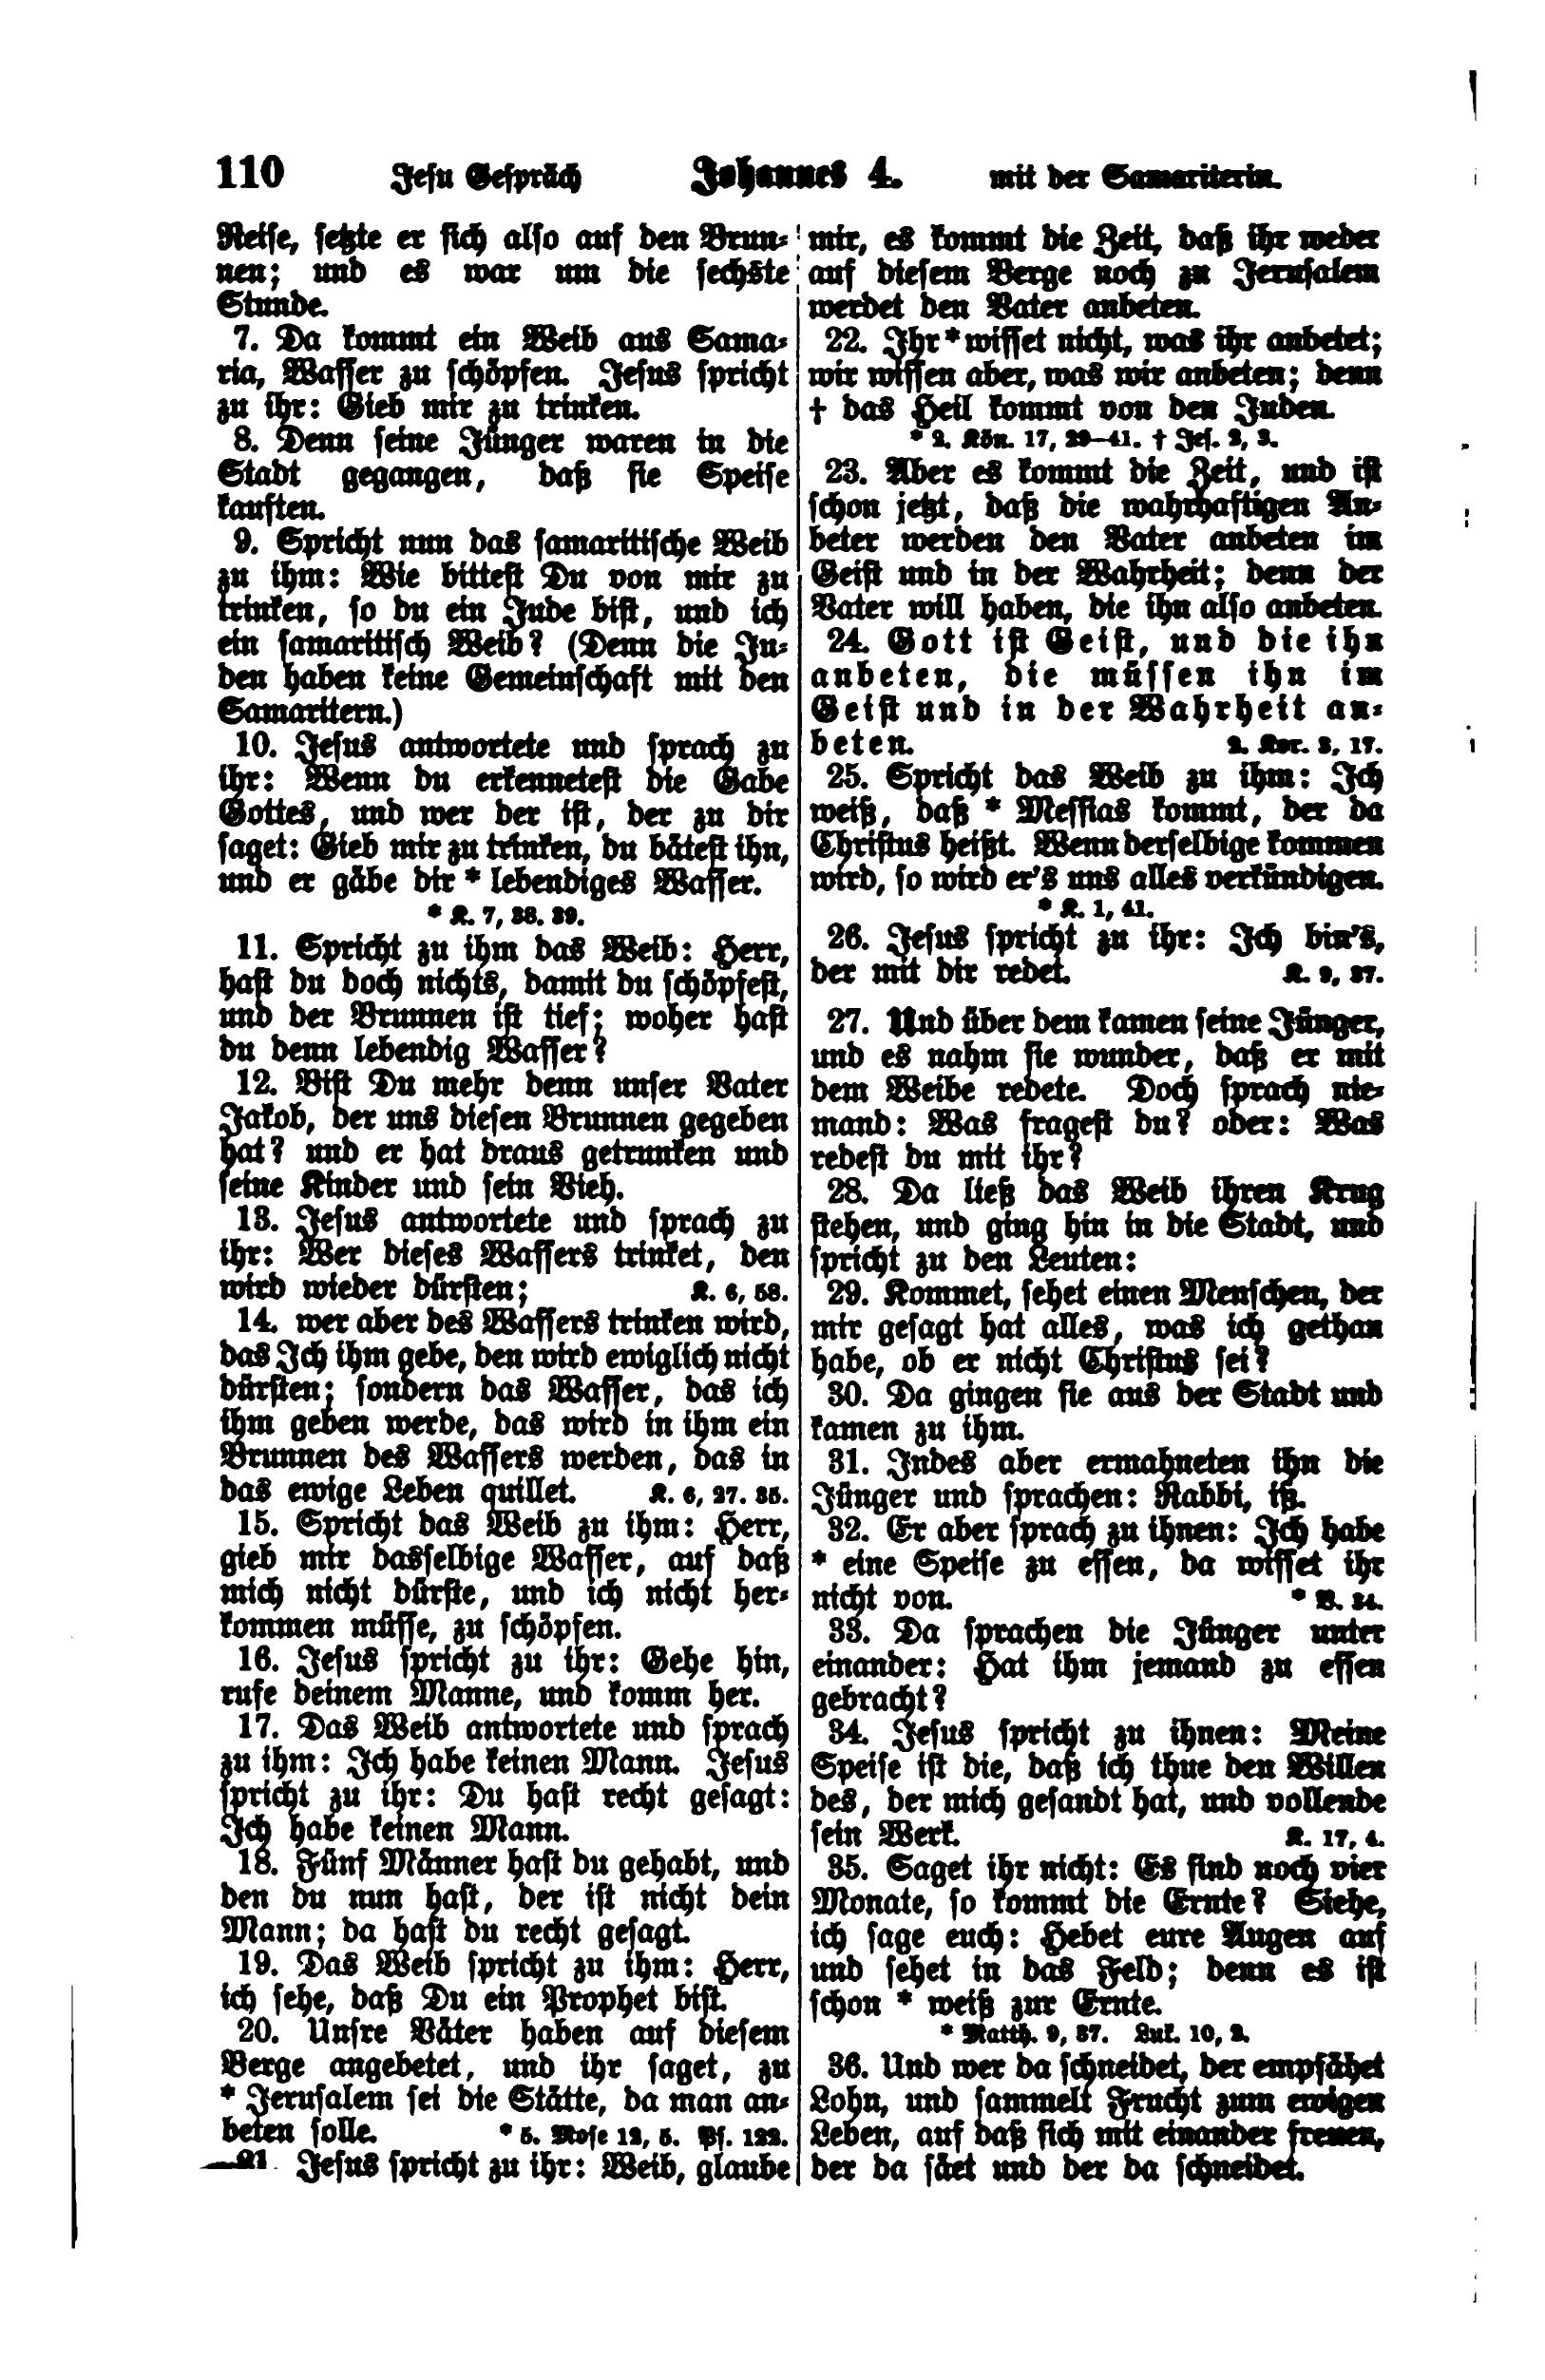 110 Jesu Gespräch Johannes 4. mit der Samariterin.
Reise, setzte er sich also auf den Brun-
nen; und es war um die sechste
Stunde.
7. Da kommt ein Weib aus Sama-
ria, Wasser zu schöpfen. Jesus spricht
zu ihr: Gieb mir zu trinken.
8. Denn seine Jünger waren in die
Stadt gegangen, daß sie Speise
kauften.
9. Spricht nun das samaritische Weib
zu ihm: Wie bittest Du von mir zu
trinken, so du ein Jude bist, und ich
ein samaritisch Weib? (Denn die Ju-
den haben keine Gemeinschaft mit den
Samaritern.)
10. Jesus antwortete und sprach zu
ihr: Wenn du erkennetest die Gabe
Gottes, und wer der ist, der zu dir
saget: Gieb mir zu trinken, du bätest ihn,
und er gäbe dir * lebendiges Wasser.
* K. 7, 38. 39.
11. Spricht zu ihm das Weib: Herr,
hast du doch nichts, damit du schöpfest,
und der Brunnen ist tief; woher hast
du denn lebendig Wasser?
12. Bist Du mehr denn unser Vater
Jakob, der uns diesen Brunnen gegeben
hat? und er hat draus getrunken und
seine Kinder und sein Vieh.
13. Jesus antwortete und sprach zu
ihr: Wer dieses Wassers trinket, den
wird wieder dürsten; K. 6, 58.
14. wer aber des Wassers trinken wird,
das Ich ihm gebe, den wird ewiglich nicht
dürsten; sondern das Wasser, das ich
ihm geben werde, das wird in ihm ein
Brunnen des Wassers werden, das in
das ewige Leben quillet. K. 6, 27. 35.
15. Spricht das Weib zu ihm: Herr,
gieb mir dasselbige Wasser, auf daß
mich nicht dürste, und ich nicht her-
kommen müsse, zu schöpfen.
16. Jesus spricht zu ihr: Gehe hin,
rufe deinem Manne, und komm her.
17. Das Weib antwortete und sprach
zu ihm: Ich habe keinen Mann. Jesus
spricht zu ihr: Du hast recht gesagt:
Ich habe keinen Mann.
18. Fünf Männer hast du gehabt, und
den du nun hast, der ist nicht dein
Mann; da hast du recht gesagt.
19. Das Weib spricht zu ihm: Herr,
ich sehe, daß Du ein Prophet bist.
20. Unsre Väter haben auf diesem
Berge angebetet, und ihr saget, zu
* Jerusalem sei die Stätte, da man an-
beten solle. * 5. Mose 12, 5. Ps. 122.
21. Jesus spricht zu ihr: Weib, glaube
mir, es kommt die Zeit, daß ihr weder
auf diesem Berge noch zu Jerusalem
werdet den Vater anbeten.
22. Ihr * wisset nicht, was ihr anbetet;
wir wissen aber, was wir anbeten; denn
† das Heil kommt von den Juden.
* 2. Kön. 17, 29–41. † Jes. 2, 3.
23. Aber es kommt die Zeit, und ist
schon jetzt, daß die wahrhaftigen An-
beter werden den Vater anbeten im
Geist und in der Wahrheit; denn der
Vater will haben, die ihn also anbeten.
24. Gott ist Geist, und die ihn
anbeten, die müssen ihn im
Geist und in der Wahrheit an-
beten. 2. Kor. 3, 17.
25. Spricht das Weib zu ihm: Ich
weiß, daß * Messias kommt, der da
Christus heißt. Wenn derselbige kommen
wird, so wird er's uns alles verkündigen.
* K. 1, 41.
26. Jesus spricht zu ihr: Ich bin's,
der mit dir redet. K. 9, 37.
27. Und über dem kamen seine Jünger,
und es nahm sie wunder, daß er mit
dem Weibe redete. Doch sprach nie-
mand: Was fragest du? oder: Was
redest du mit ihr?
28. Da ließ das Weib ihren Krug
stehen, und ging hin in die Stadt, und
spricht zu den Leuten:
29. Kommet, sehet einen Menschen, der
mir gesagt hat alles, was ich gethan
habe, ob er nicht Christus sei?
30. Da gingen sie aus der Stadt und
kamen zu ihm.
31. Indes aber ermahneten ihn die
Jünger und sprachen: Rabbi, iß.
32. Er aber sprach zu ihnen: Ich habe
* eine Speise zu essen, da wisset ihr
nicht von. * V. 34.
33. Da sprachen die Jünger unter
einander: Hat ihm jemand zu essen
gebracht?
34. Jesus spricht zu ihnen: Meine
Speise ist die, daß ich thue den Willen
des, der mich gesandt hat, und vollende
sein Werk. K. 17, 4.
35. Saget ihr nicht: Es sind noch vier
Monate, so kommt die Ernte? Siehe,
ich sage euch: Hebet eure Augen auf
und sehet in das Feld; denn es ist
schon * weiß zur Ernte.
* Matth. 9, 37. Luk. 10, 2.
36. Und wer da schneidet, der empfähet
Lohn, und sammelt Frucht zum ewigen
Leben, auf daß sich mit einander freuen,
der da säet und der da schneidet.